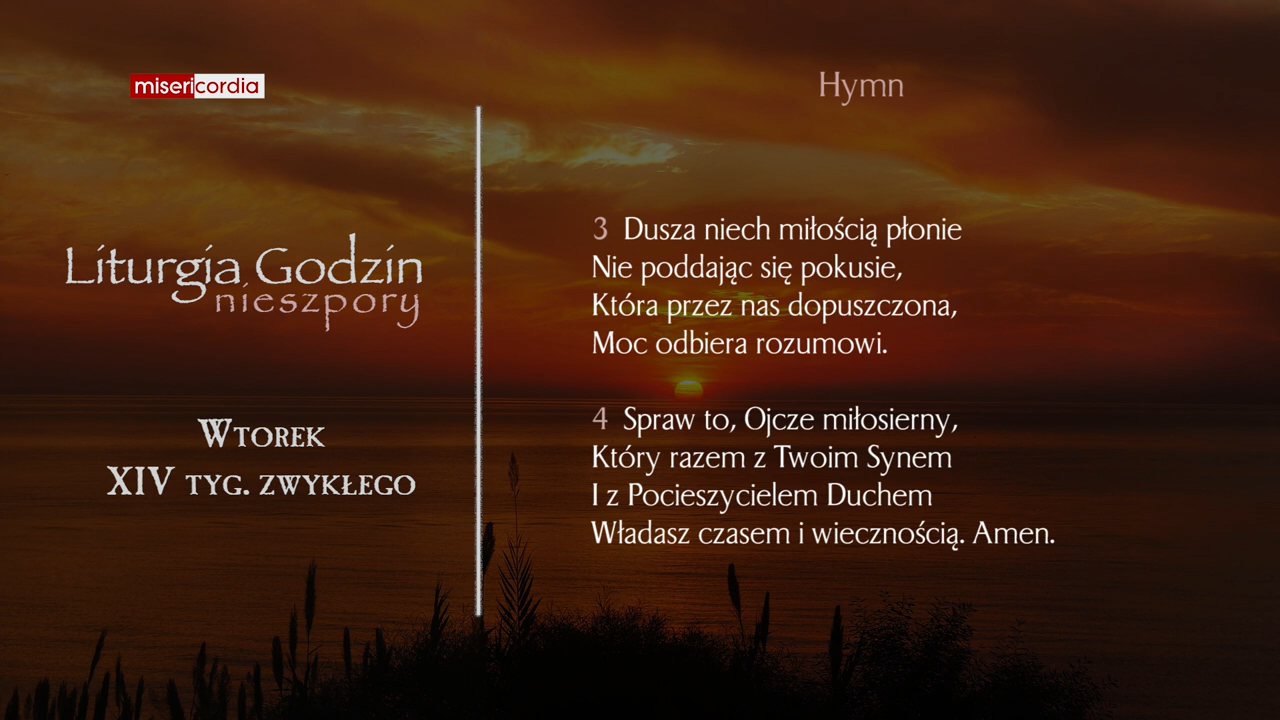 misericordia
Liturgia Godzin
nieszpory
Wtorek
XIV tyg. zwykłego
Hymn
3 Dusza niech miłością płonie
Nie poddając się pokusie,
Która przez nas dopuszczona,
Moc odbiera rozumowi.
4 Spraw to, Ojcze miłosierny,
Który razem z Twoim Synem
I z Pocieszycielem Duchem
Władasz czasem i wiecznością. Amen.